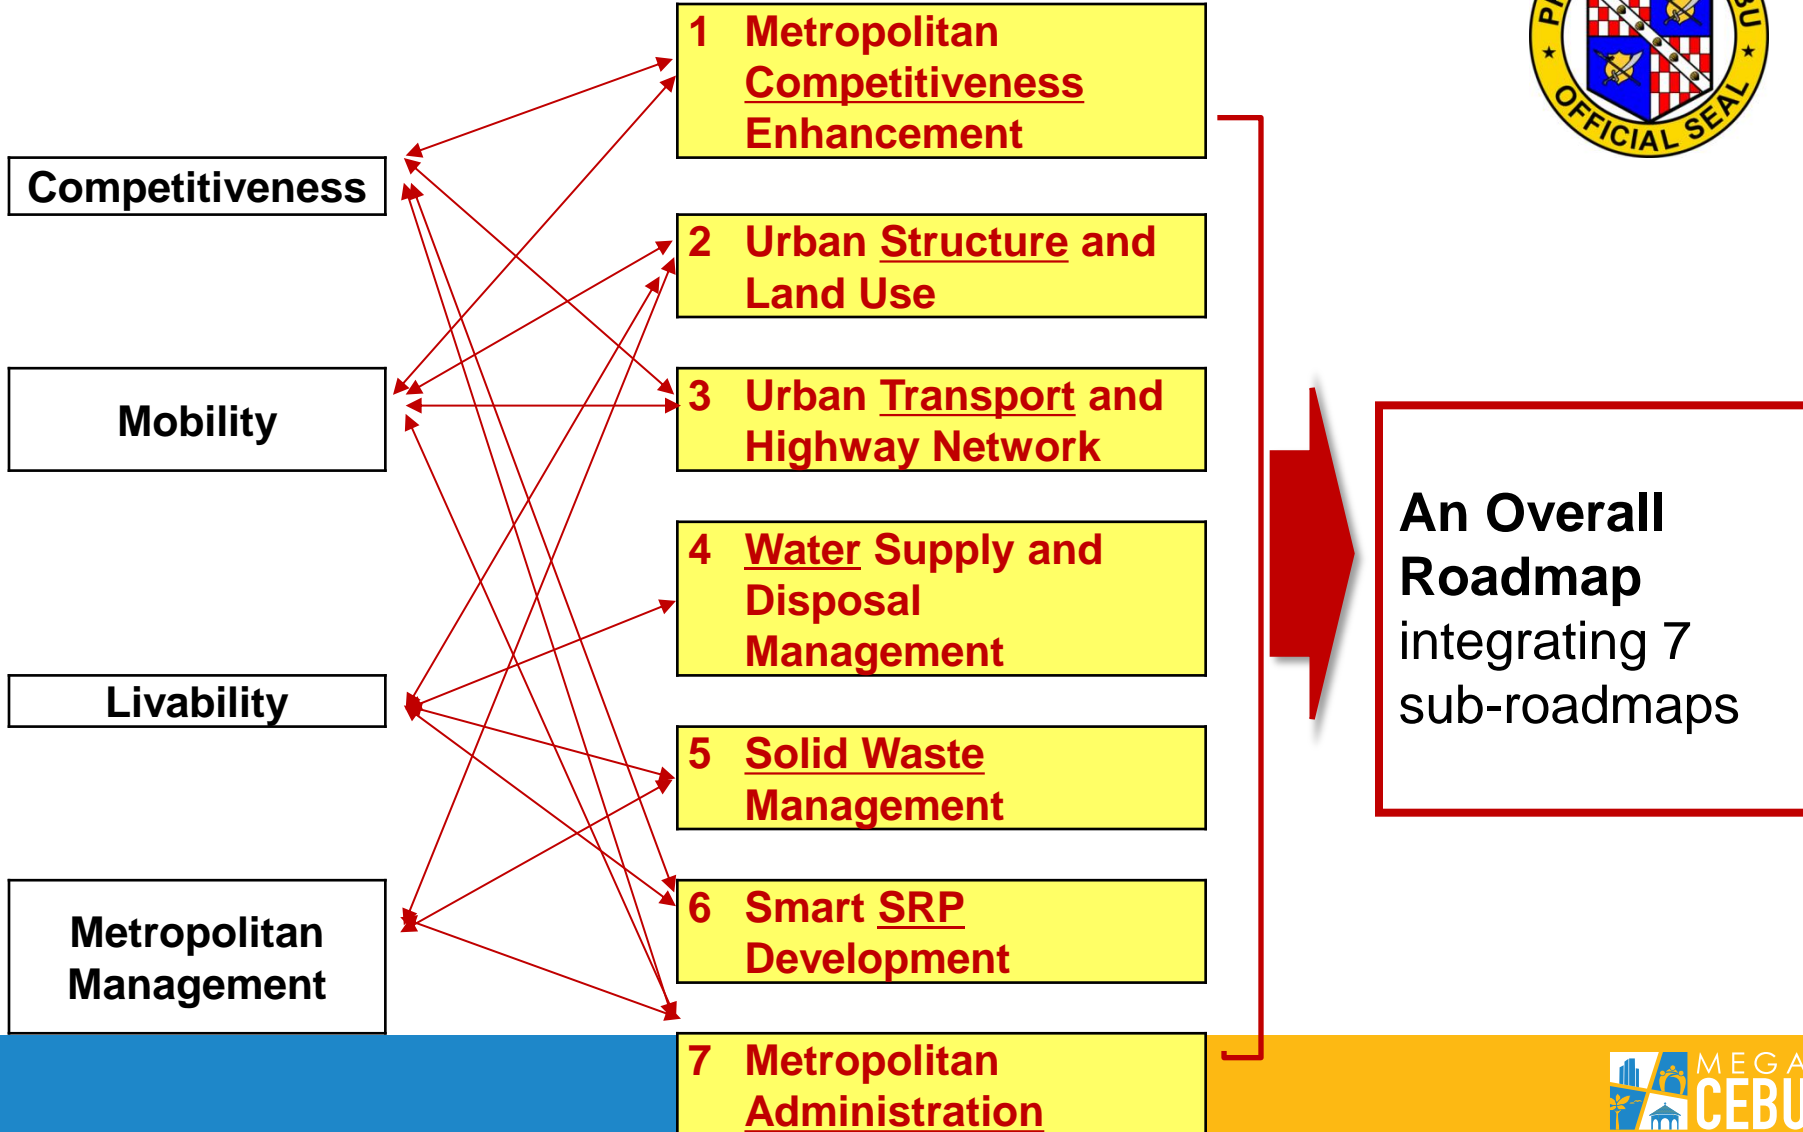 1 Metropolitan
Competitiveness
Enhancement
Competitiveness
2 Urban Structure and
Land Use
Mobility
3 Urban Transport and
Highway Network
4 Water Supply and
Disposal
Management
Livability
5 Solid Waste
Management
Metropolitan
Management
6 Smart SRP
Development
7 Metropolitan
Administration
An Overall
Roadmap
integrating 7
sub-roadmaps
OFFICIAL SEAL
MEGA
CEBU